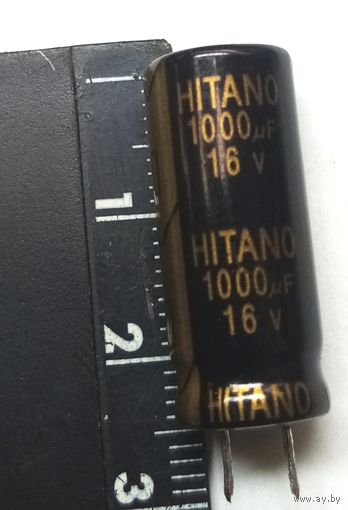 HITANO
1000µF
16 V
HITANO
1000µF
16 V
HITANO
1
2
3
www.ay.by